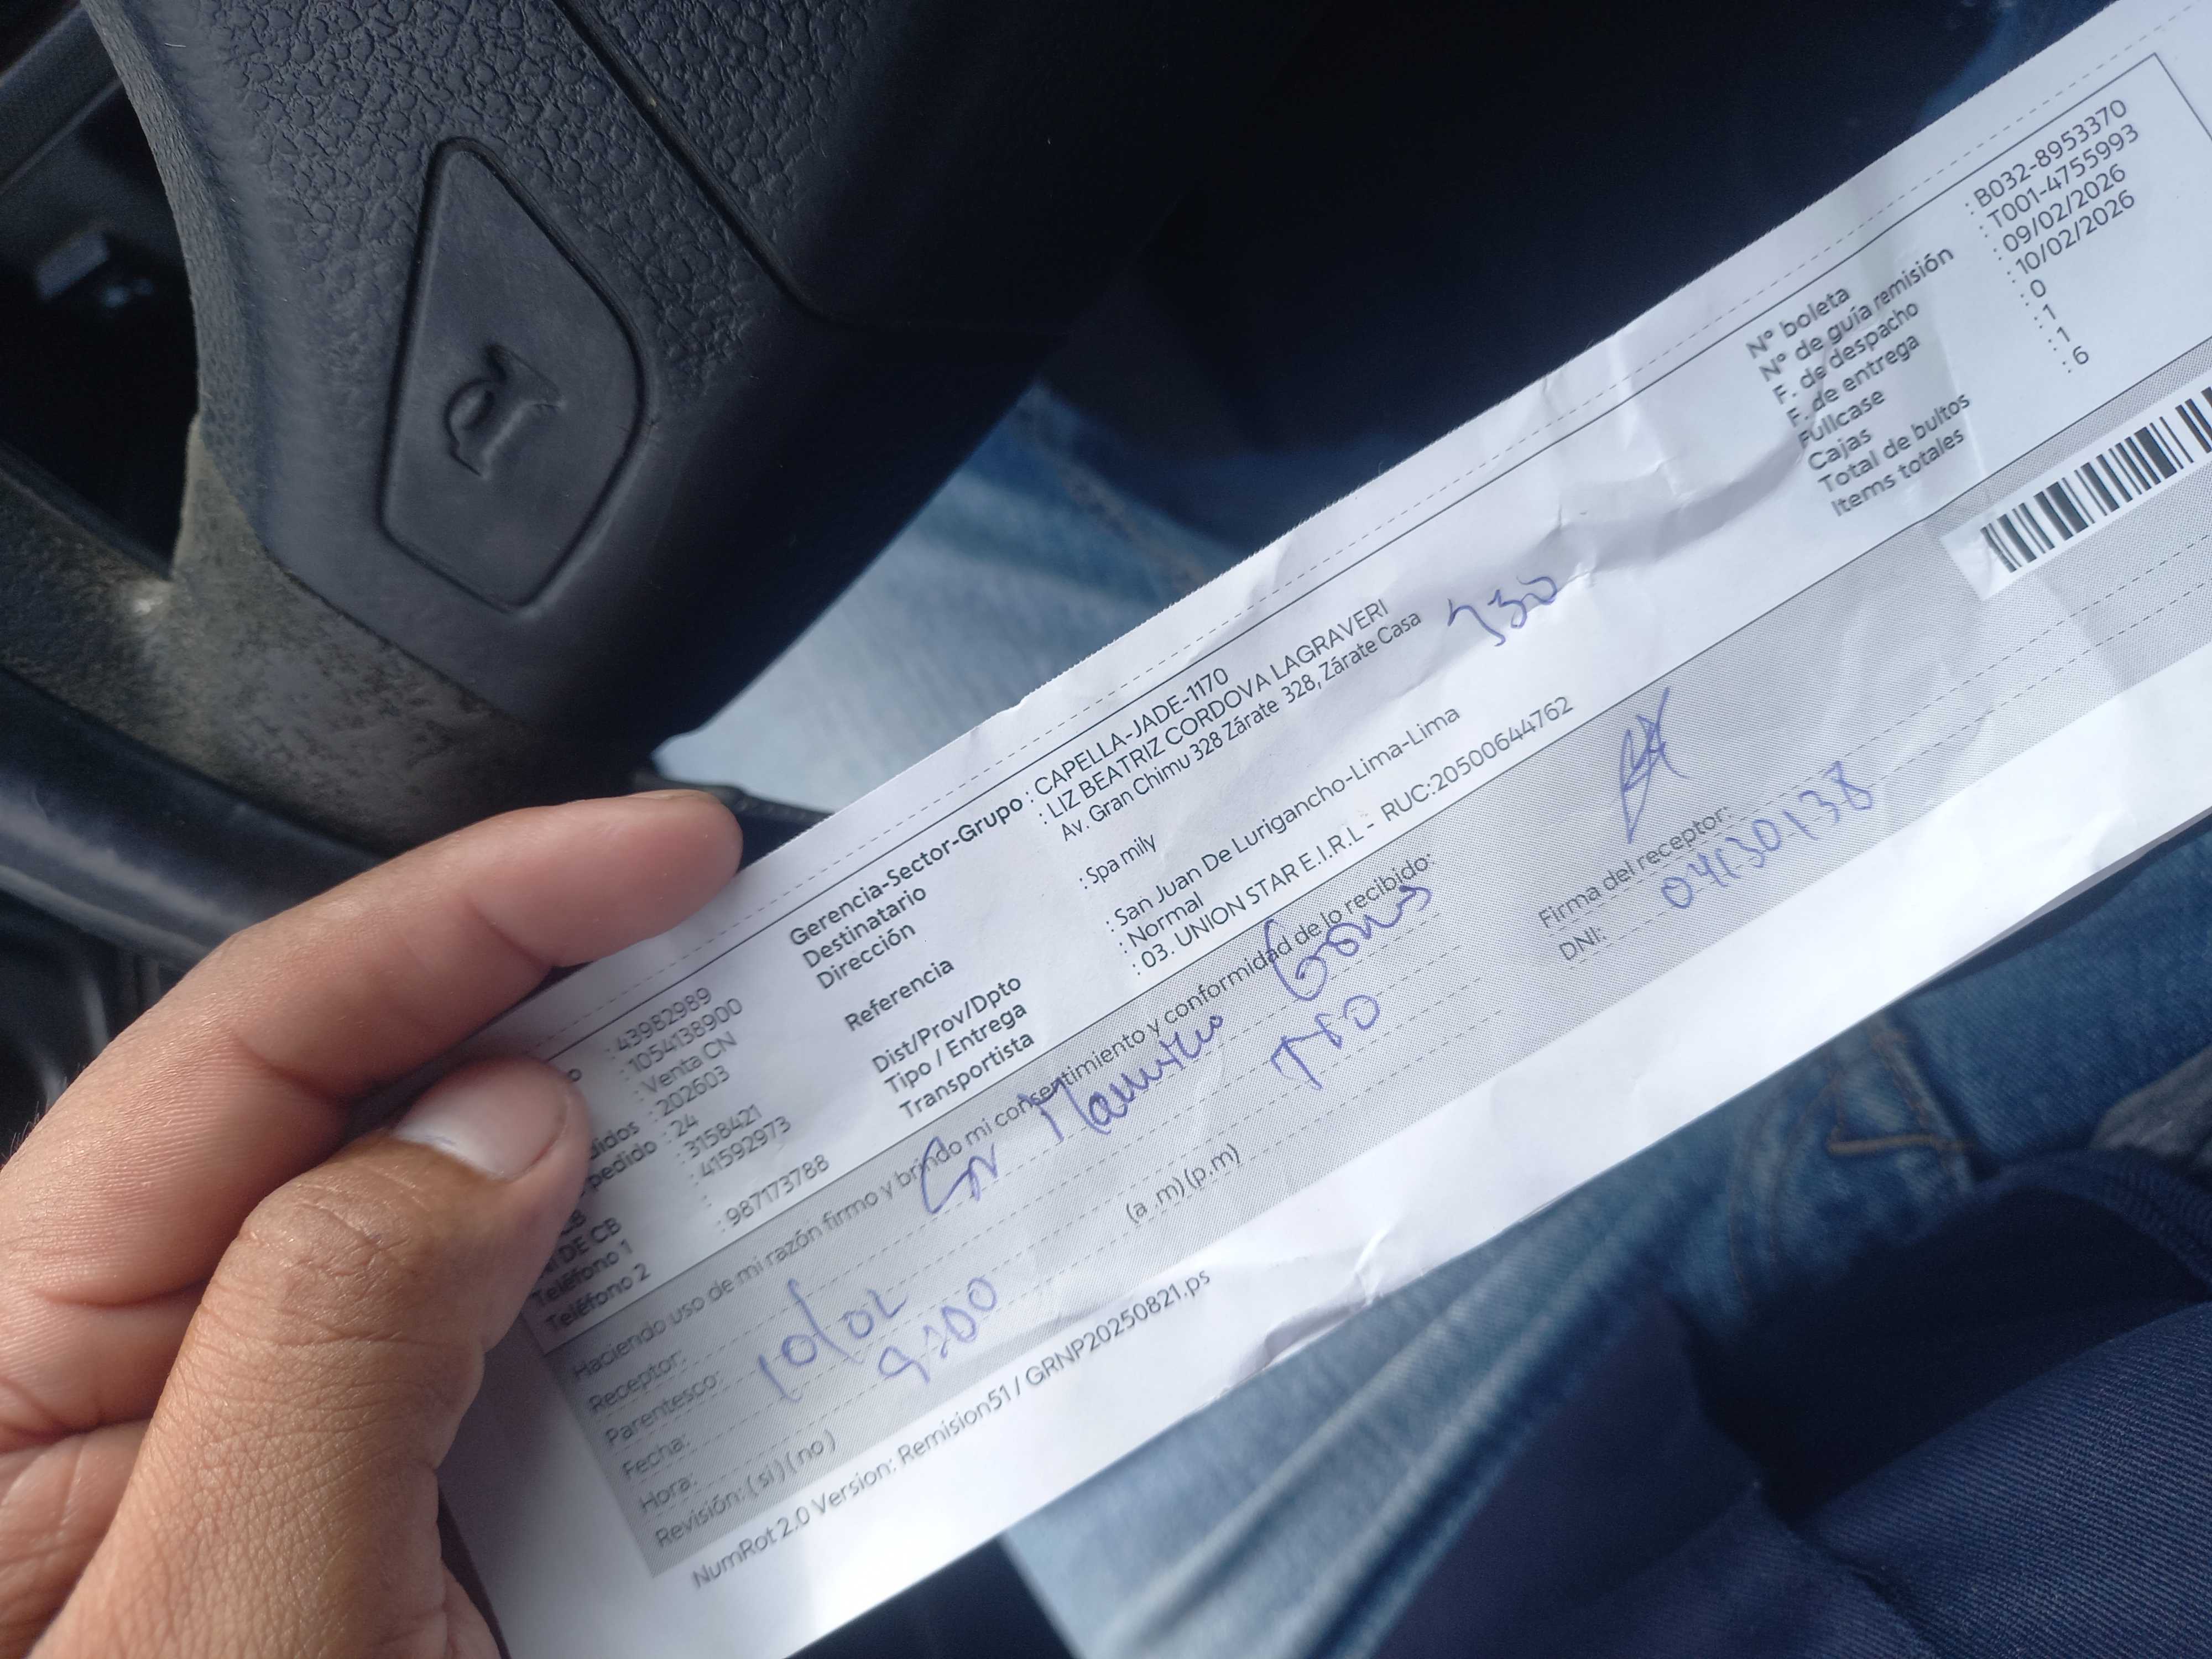 : 43982989
: 1054138900
: Venta CN
: 202603
pedido : 24
: 3158421
DE CB : 41592973
Teléfono 1 :
Teléfono 2 : 987173788
Gerencia-Sector-Grupo : CAPELLA-JADE-1170
Destinatario : LIZ BEATRIZ CORDOVA LAGRAVERI
Dirección Av. Gran Chimu 328 Zárate 328, Zárate Casa
Referencia : Spa mily
Dist/Prov/Dpto : San Juan De Lurigancho-Lima-Lima
Tipo / Entrega : Normal
Transportista : 03. UNION STAR E.I.R.L - RUC:20500644762
N° boleta : B032-8953370
N° de guía remisión : T001-4755993
F. de despacho : 09/02/2026
F. de entrega : 10/02/2026
Fullcase : 0
Cajas : 1
Total de bultos : 1
Items totales : 6
Haciendo uso de mi razón firmo y brindo mi consentimiento y conformidad de lo recibido:
Receptor:
Parentesco:
Fecha: 10/02
Hora: 9:00 (a .m) (p.m)
Revisión: ( si ) ( no )
Firma del receptor:
DNI:
NumRot 2.0 Version: Remision51 / GRNP20250821.ps